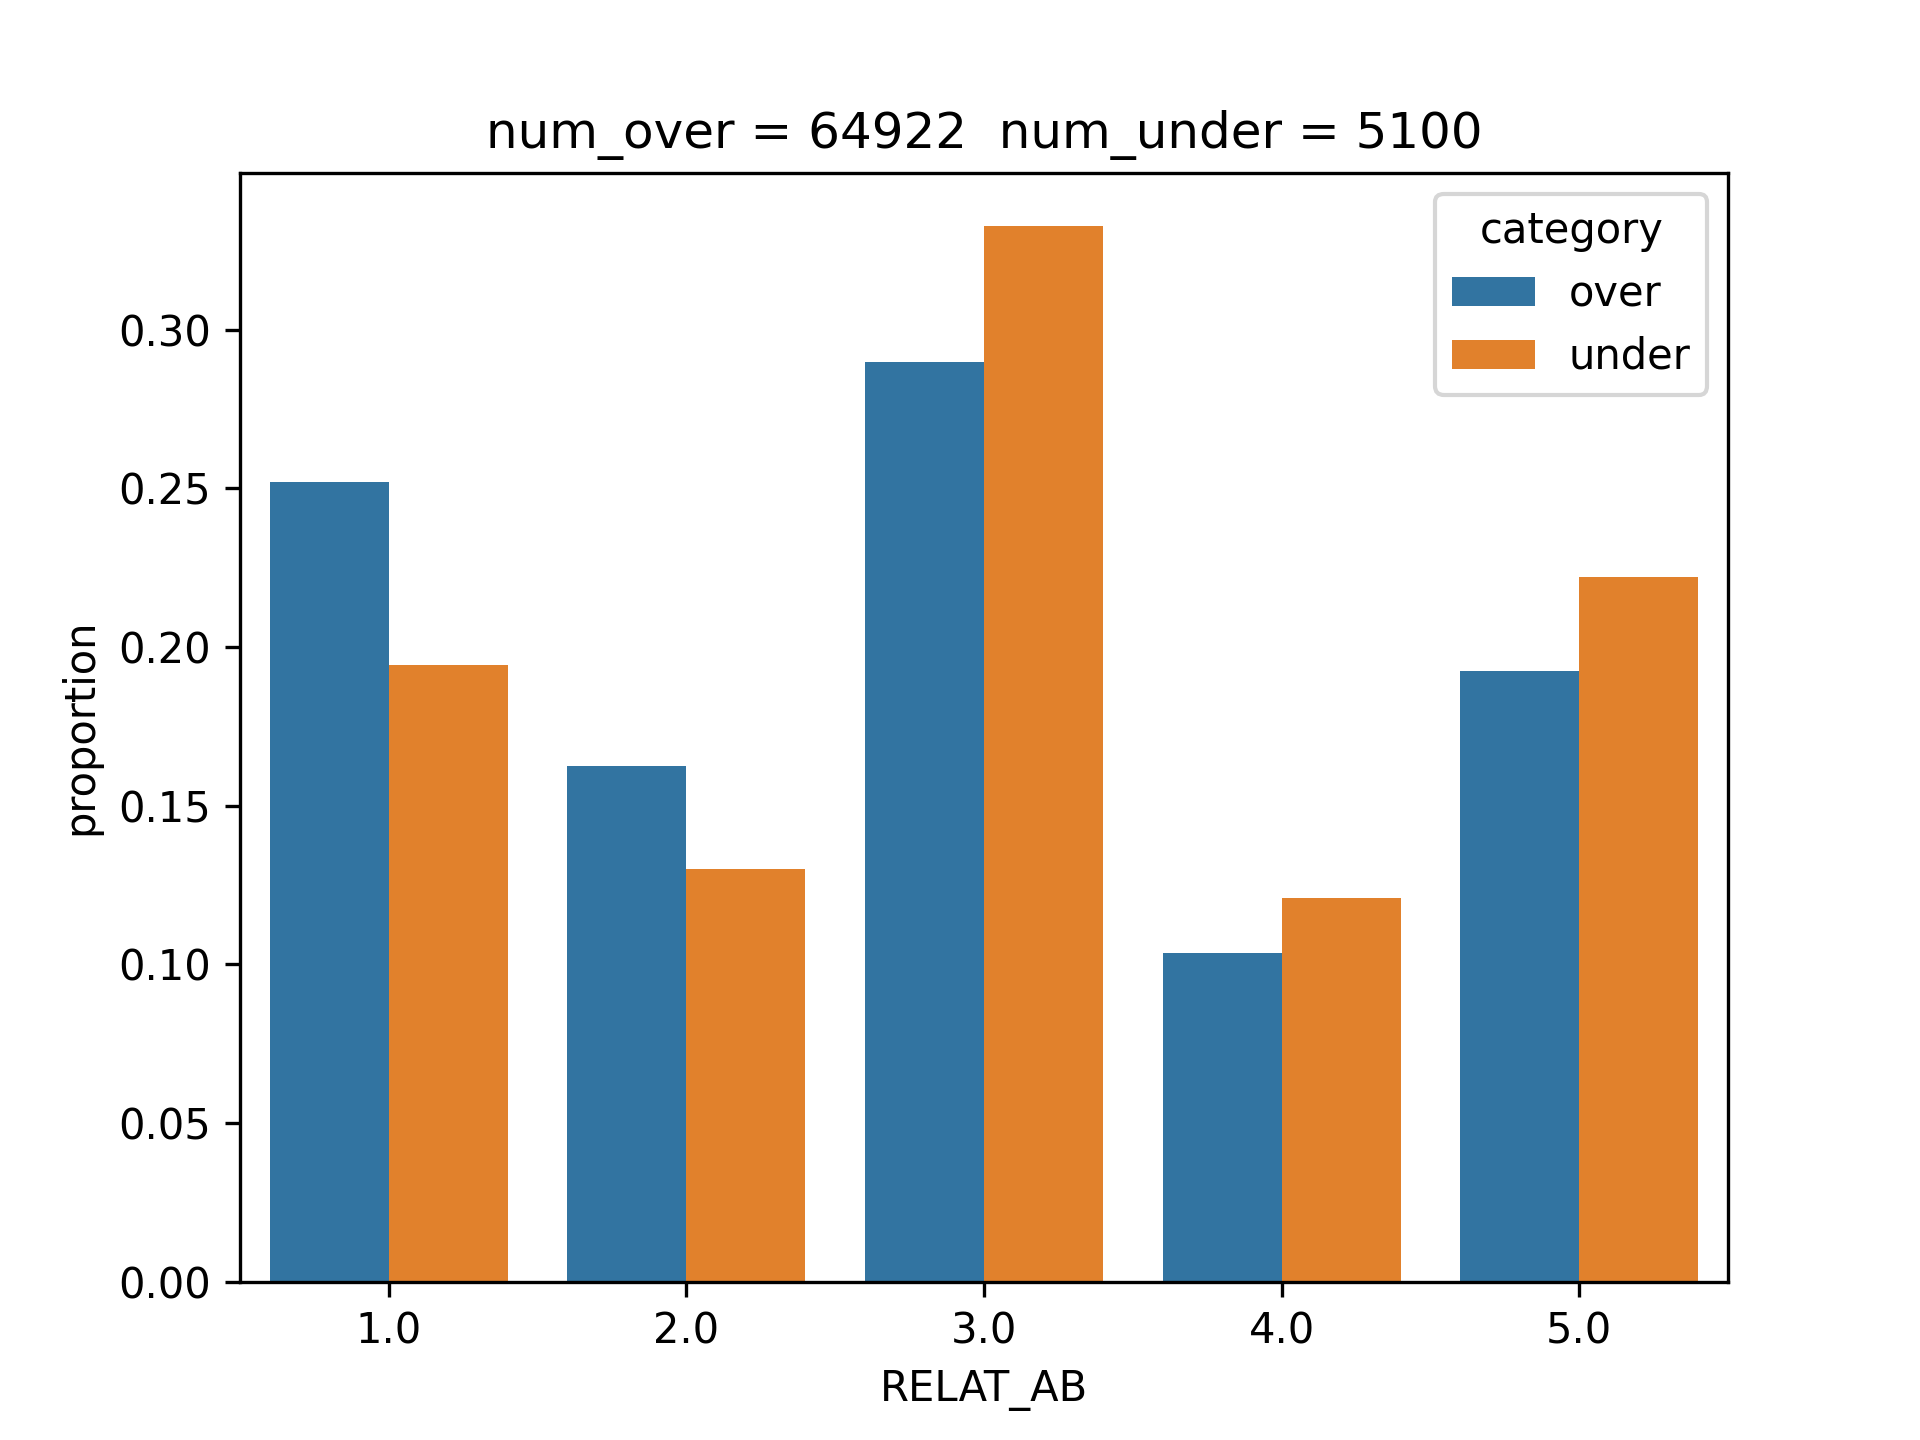 num_over = 64922  num_under = 5100
category
over
under
proportion
0.30
0.25
0.20
0.15
0.10
0.05
0.00
1.0 2.0 3.0 4.0 5.0
RELAT_AB